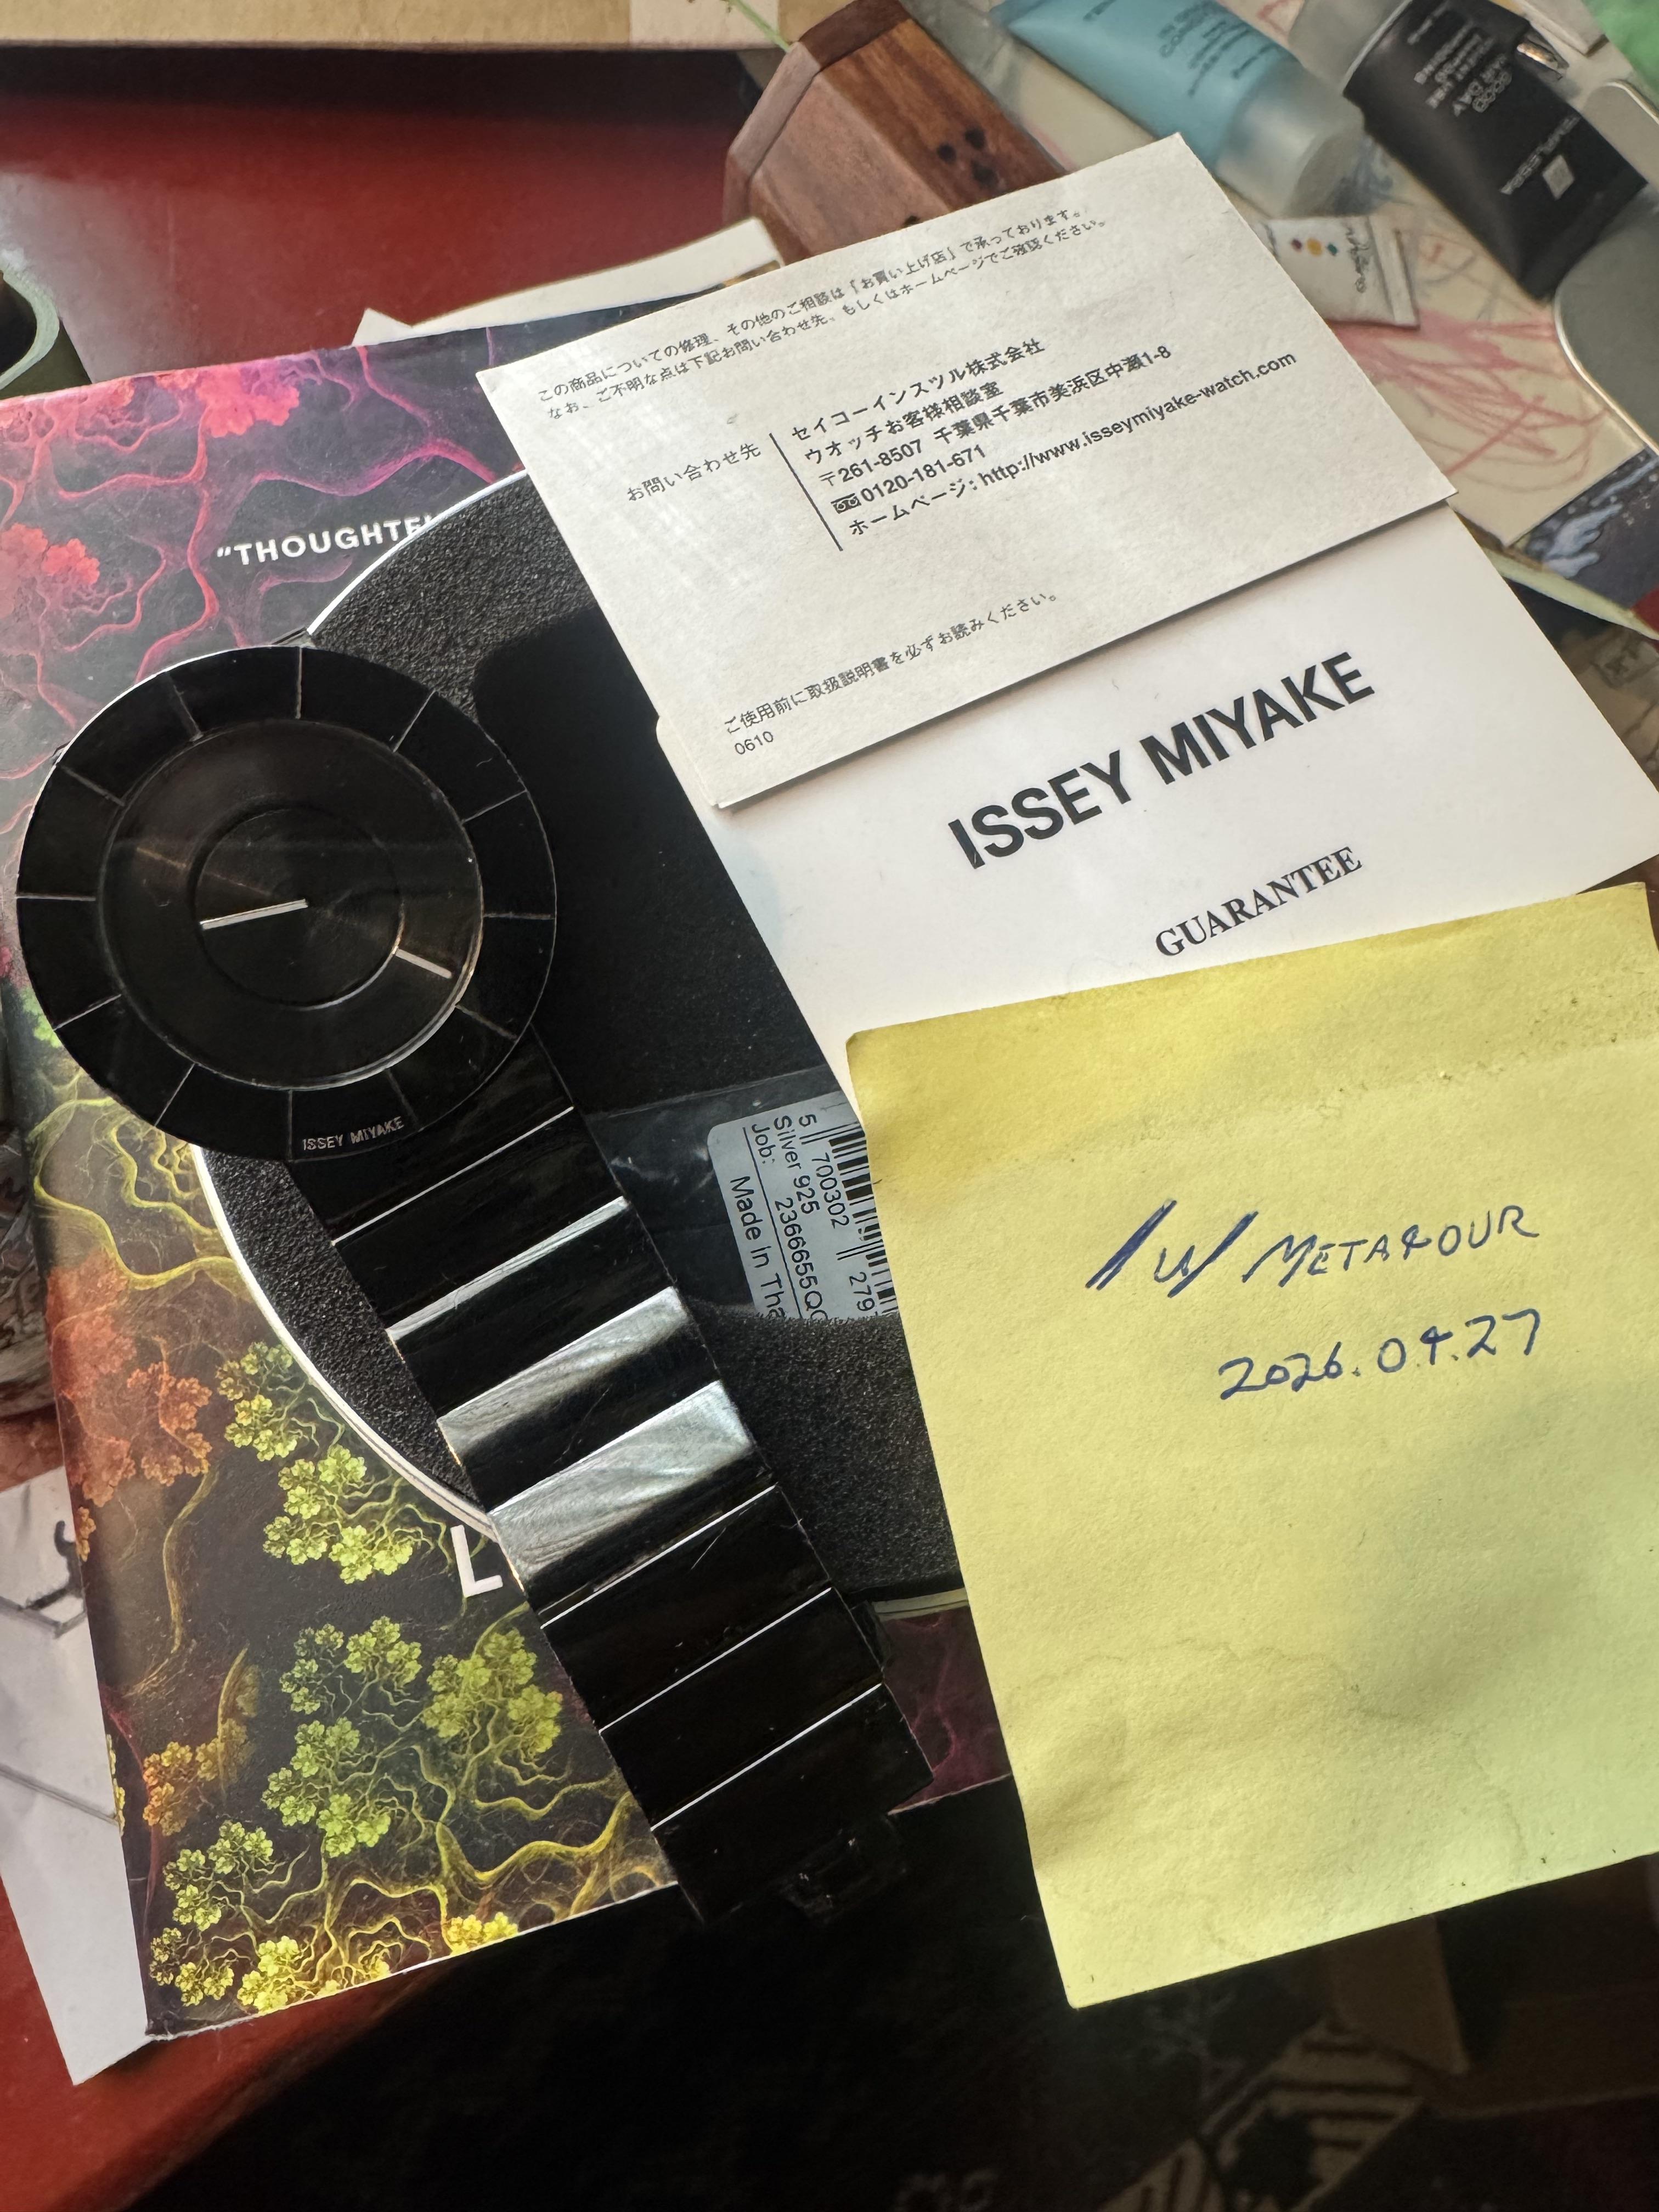 この商品についての修理、その他のご相談は「お買い上げ店」で承っております。
なお、ご不明な点は下記お問い合わせ先、もしくはホームページでご確認ください。
お問い合わせ先
セイコーインスツル株式会社
ウオッチお客様相談室
〒261-8507 千葉県千葉市美浜区中瀬1-8
0120-181-671
ホームページ: http://www.isseymiyake-watch.com
ご使用前に取扱説明書を必ずお読みください。
0610
ISSEY MIYAKE
GUARANTEE
"THOUGHTFU
ISSEY MIYAKE
5 700302 279
Silver 925
Job: 2366655QC
Made in Tha
L
/u/ METAFOUR
2026.04.27
GOOD
HAIR DAY
TEMPLESPA